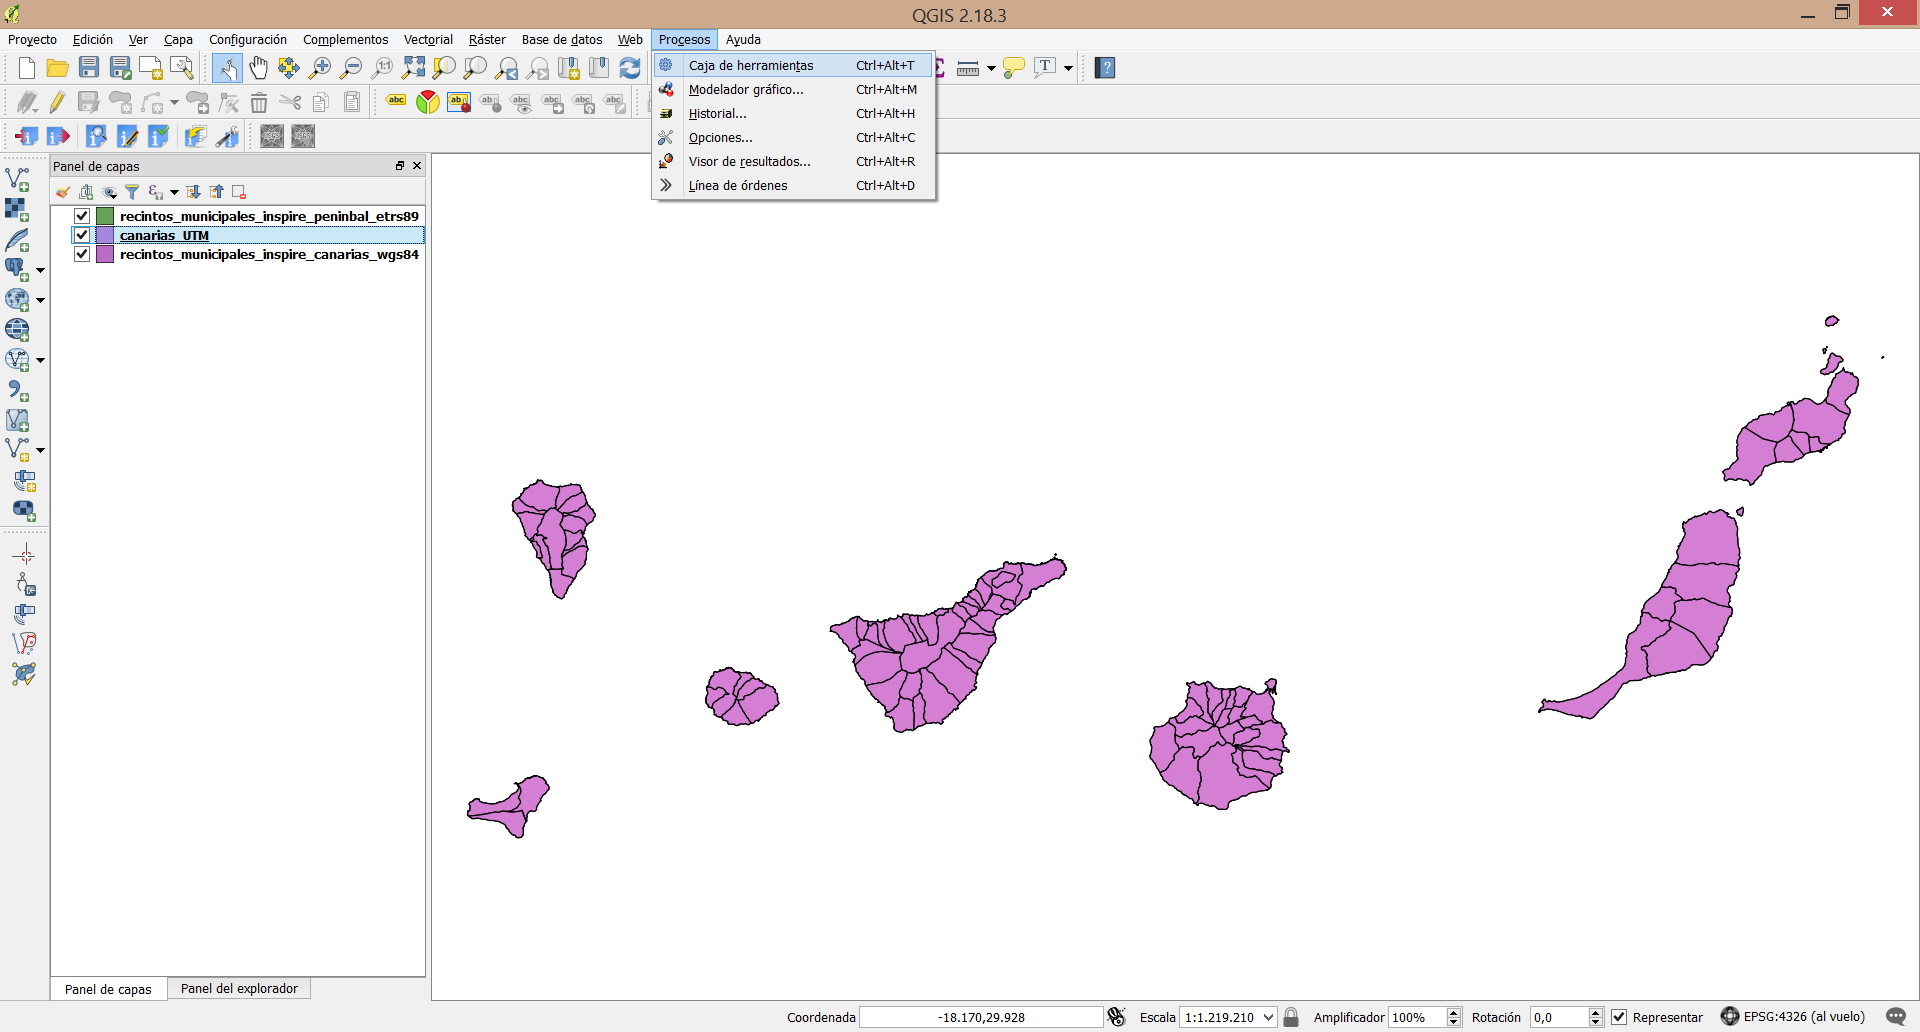 QGIS 2.18.3
Proyecto Edición Ver Capa Configuración Complementos Vectorial Ráster Base de datos Web Procesos Ayuda
Caja de herramientas Ctrl+Alt+T
Modelador gráfico... Ctrl+Alt+M
Historial... Ctrl+Alt+H
Opciones... Ctrl+Alt+C
Visor de resultados... Ctrl+Alt+R
Línea de órdenes Ctrl+Alt+D
Panel de capas
recintos_municipales_inspire_peninbal_etrs89
canarias_UTM
recintos_municipales_inspire_canarias_wgs84
Panel de capas Panel del explorador
Coordenada -18.170,29.928 Escala 1:1.219.210 Amplificador 100% Rotación 0,0 Representar EPSG:4326 (al vuelo)